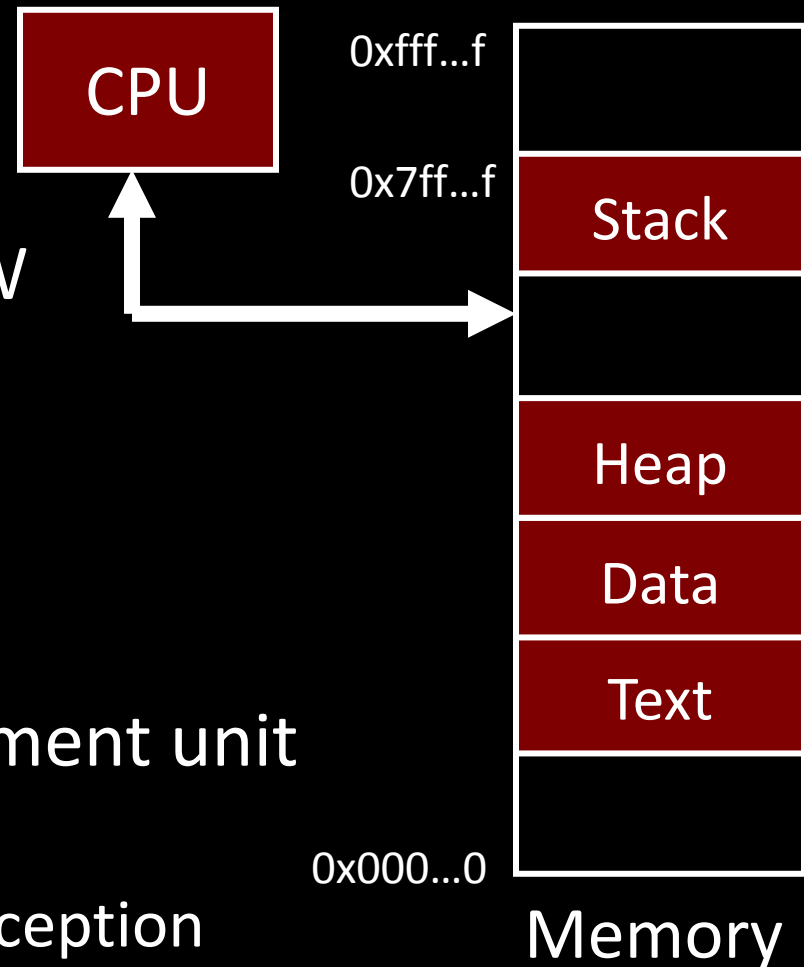 CPU
0xfff…f
0x7ff…f
Stack
W
Heap
Data
Text
ment unit
0x000…0
ception
Memory